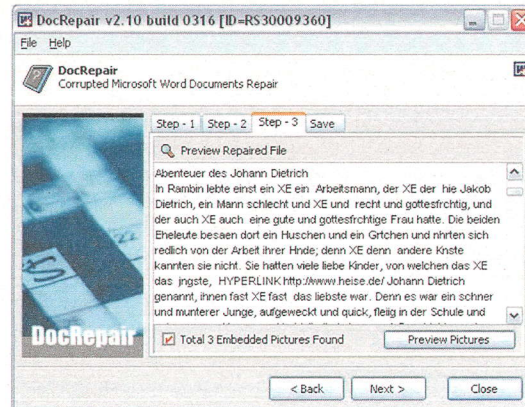 DocRepair v2.10 build 0316 [ID=RS30009360]
File Help
DocRepair
Corrupted Microsoft Word Documents Repair
Step - 1 Step - 2 Step - 3 Save
Preview Repaired File
Abenteuer des Johann Dietrich
In Rambin lebte einst ein XE ein Arbeitsmann, der XE der hie Jakob
Dietrich, ein Mann schlecht und XE und recht und gottesfrchtig, und
der auch XE auch eine gute und gottesfrchtige Frau hatte. Die beiden
Eheleute besaen dort ein Huschen und ein Grtchen und nhrten sich
redlich von der Arbeit ihrer Hnde; denn XE denn andere Knste
kannten sie nicht. Sie hatten viele liebe Kinder, von welchen das XE
das jngste, HYPERLINK http://www.heise.de/ Johann Dietrich
genannt, ihnen fast XE fast das liebste war. Denn es war ein schner
und munterer Junge, aufgeweckt und quick, fleiig in der Schule und
DocRepair
Total 3 Embedded Pictures Found Preview Pictures
< Back Next > Close